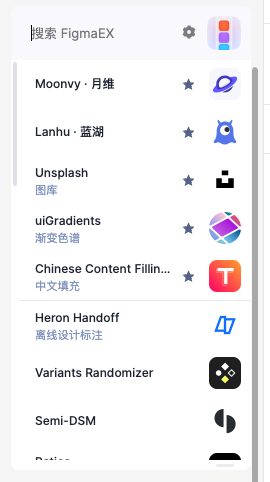 搜索 FigmaEX
Moonvy · 月维
Lanhu · 蓝湖
Unsplash
图库
uiGradients
渐变色谱
Chinese Content Fillin...
中文填充
Heron Handoff
离线设计标注
Variants Randomizer
Semi-DSM